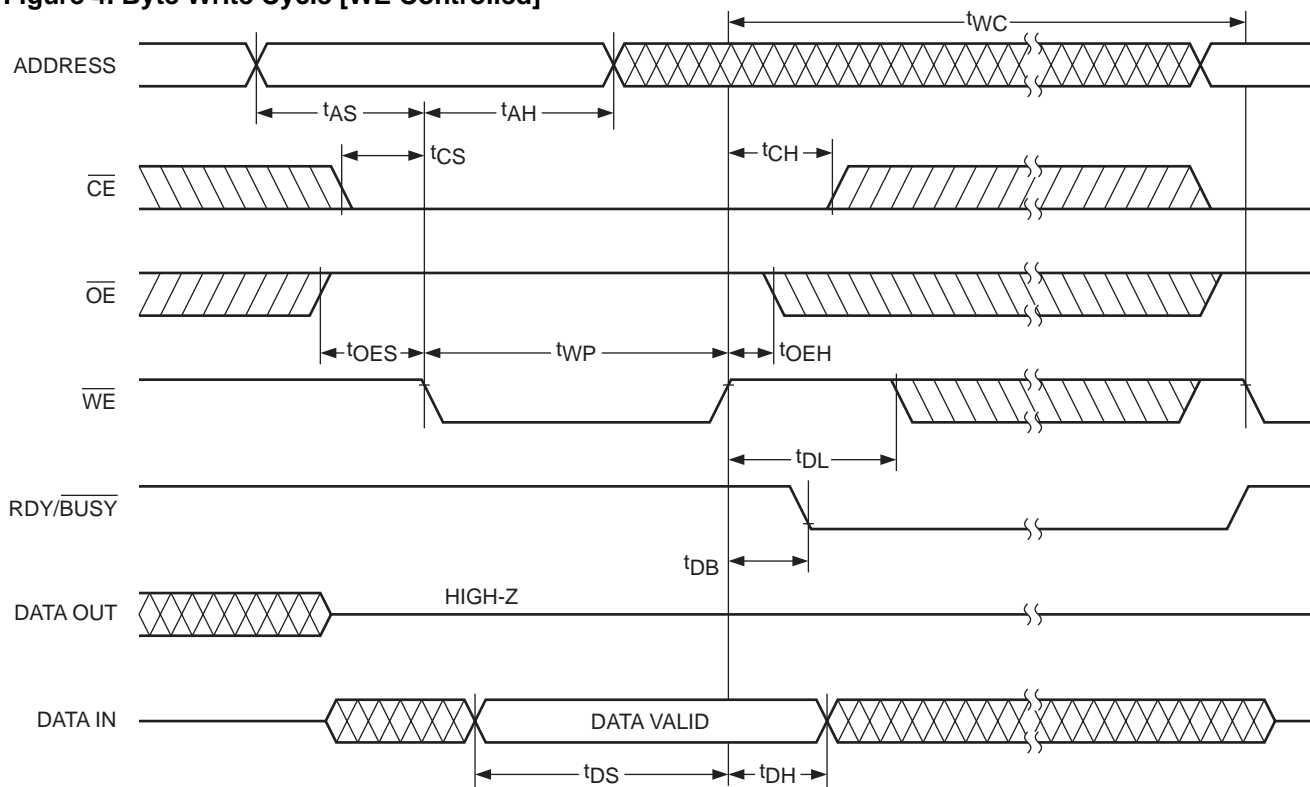 Figure 4. Byte Write Cycle [WE Controlled]
tWC
ADDRESS
tAS
tAH
tCS
tCH
CE
OE
tOES
tWP
tOEH
WE
tDL
RDY/BUSY
tDB
HIGH-Z
DATA OUT
DATA IN
DATA VALID
tDS
tDH